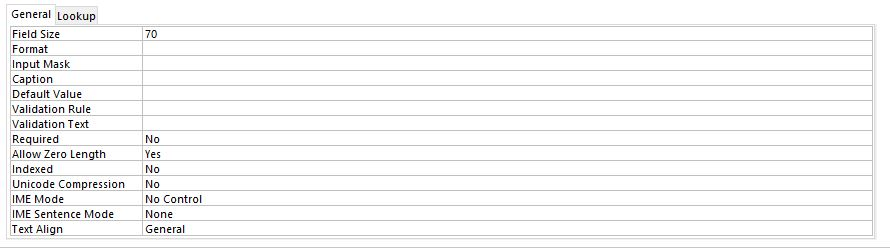 General Lookup
Field Size 70
Format
Input Mask
Caption
Default Value
Validation Rule
Validation Text
Required No
Allow Zero Length Yes
Indexed No
Unicode Compression No
IME Mode No Control
IME Sentence Mode None
Text Align General